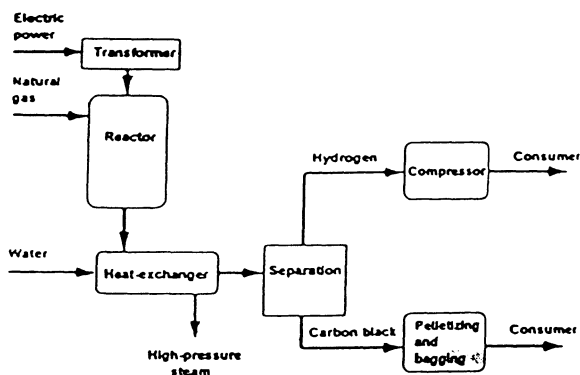 Electric
power
Transformer
Natural
gas
Reactor
Hydrogen
Compressor
Consumer
Water
Heat-exchanger
Separation
High-pressure
steam
Carbon black
Pelletizing
and
bagging
Consumer